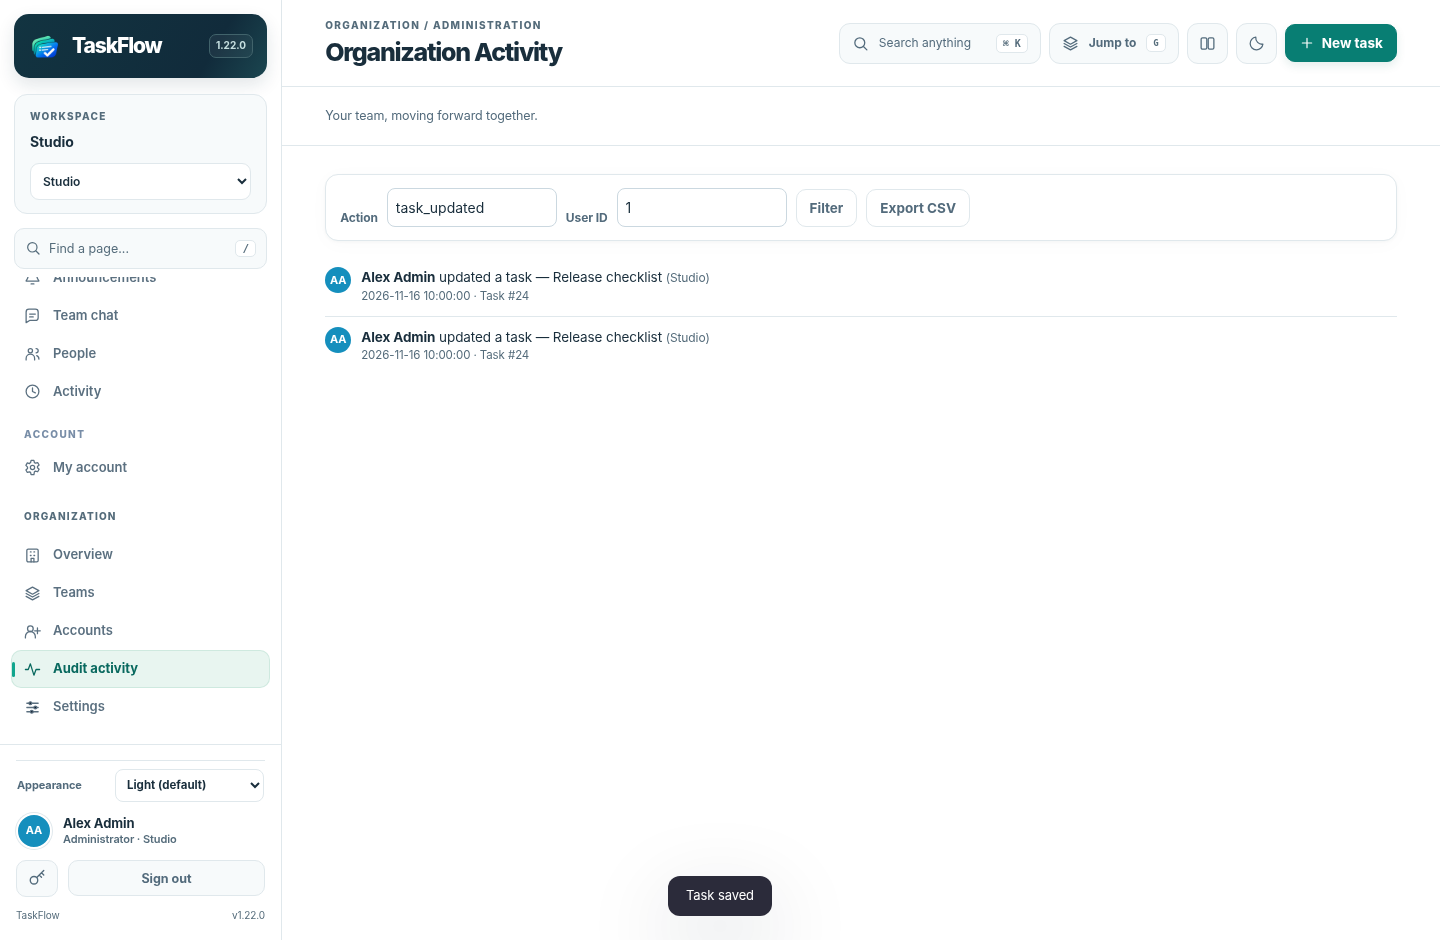 TaskFlow
1.22.0
WORKSPACE
Studio
Studio
Find a page...
/
Announcements
Team chat
People
Activity
ACCOUNT
My account
ORGANIZATION
Overview
Teams
Accounts
Audit activity
Settings
Appearance
Light (default)
AA
Alex Admin
Administrator · Studio
Sign out
TaskFlow
v1.22.0
ORGANIZATION / ADMINISTRATION
Organization Activity
Search anything
⌘ K
Jump to
G
New task
Your team, moving forward together.
Action
task_updated
User ID
1
Filter
Export CSV
AA
Alex Admin updated a task — Release checklist (Studio)
2026-11-16 10:00:00 · Task #24
AA
Alex Admin updated a task — Release checklist (Studio)
2026-11-16 10:00:00 · Task #24
Task saved